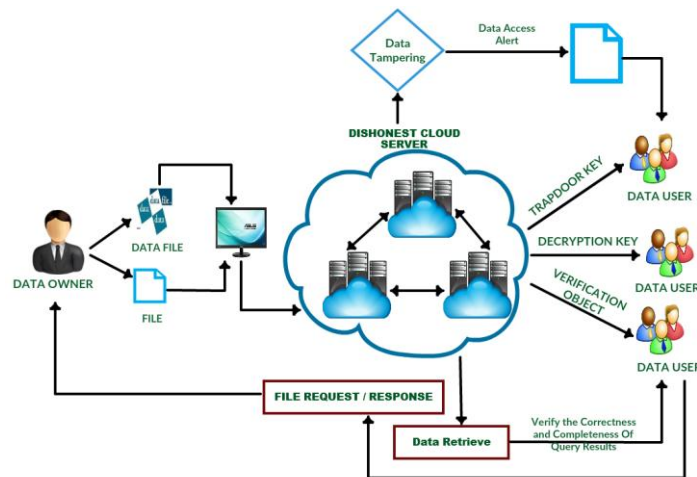 Data
Tampering
Data Access
Alert
DISHONEST CLOUD
SERVER
TRAPDOOR KEY
DATA USER
DATA FILE
DATA OWNER
FILE
DECRYPTION KEY
DATA USER
VERIFICATION
OBJECT
DATA USER
FILE REQUEST / RESPONSE
Data Retrieve
Verify the Correctness
and Completeness Of
Query Results